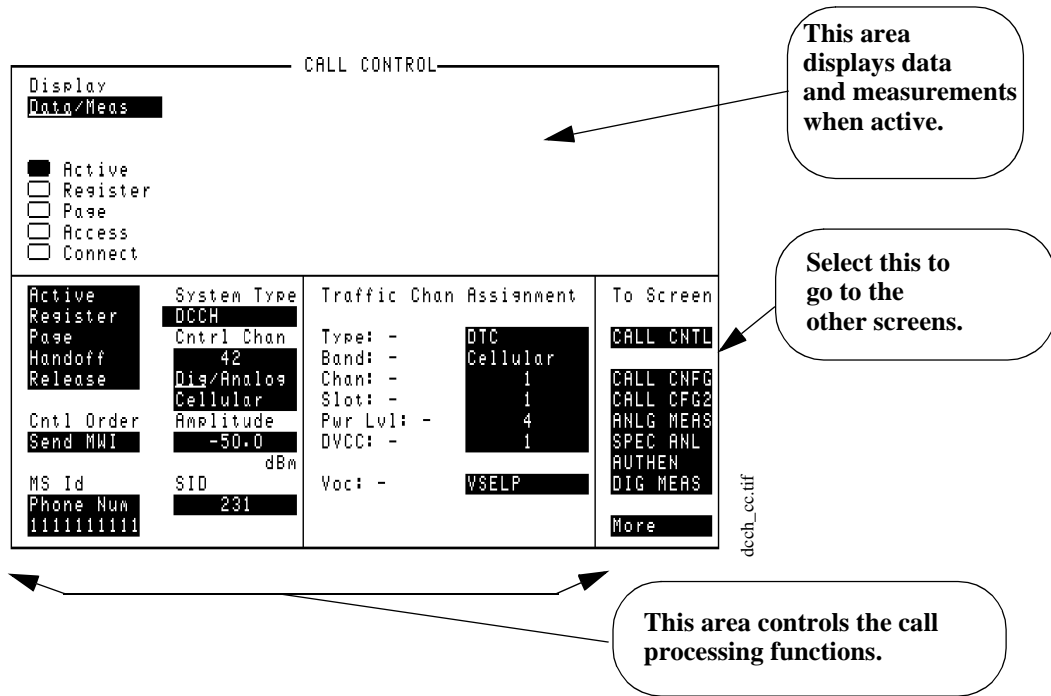 CALL CONTROL
Display
Data/Meas
Active
Register
Page
Access
Connect
Active
Register
Page
Handoff
Release
Cntl Order
Send MWI
MS Id
Phone Num
1111111111
System Type
DCCH
Cntrl Chan
42
Dig/Analog
Cellular
Amplitude
-50.0
dBm
SID
231
Traffic Chan Assignment
Type: - DTC
Band: - Cellular
Chan: - 1
Slot: - 1
Pwr Lvl: - 4
DVCC: - 1
Voc: - VSELP
To Screen
CALL CNTL
CALL CNFG
CALL CFG2
ANLG MEAS
SPEC ANL
AUTHEN
DIG MEAS
More
This area
displays data
and measurements
when active.
Select this to
go to the
other screens.
dcch_cc.tif
This area controls the call
processing functions.